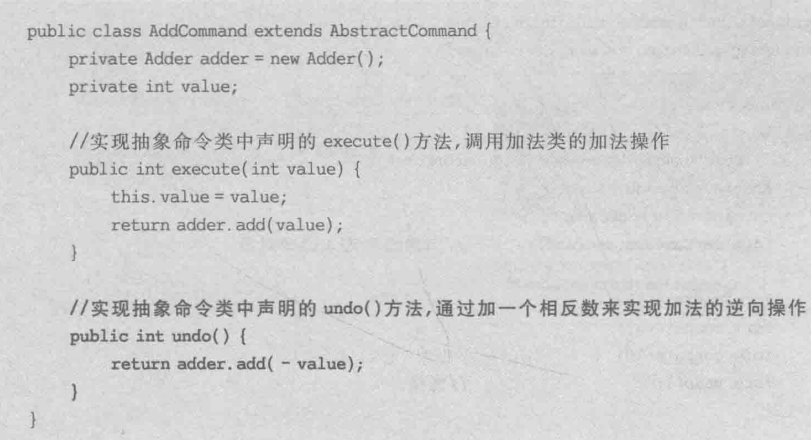 public class AddCommand extends AbstractCommand {
    private Adder adder = new Adder();
    private int value;
    //实现抽象命令类中声明的 execute()方法,调用加法类的加法操作
    public int execute(int value) {
        this.value = value;
        return adder.add(value);
    }
    //实现抽象命令类中声明的 undo()方法,通过加一个相反数来实现加法的逆向操作
    public int undo() {
        return adder.add( - value);
    }
}